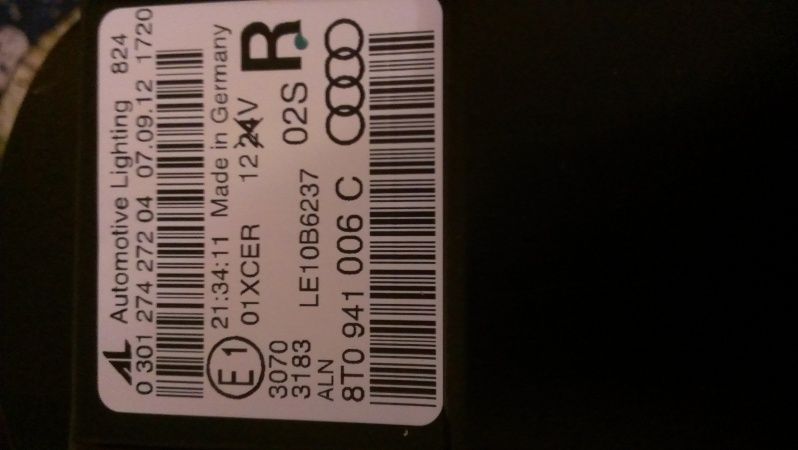 AL Automotive Lighting 824
0 301 274 272 04 07.09.12 1720
E1 21:34:11 Made in Germany
01XCER 12 24V R
3070
3183 LE10B6237 02S
ALN
8T0 941 006 C